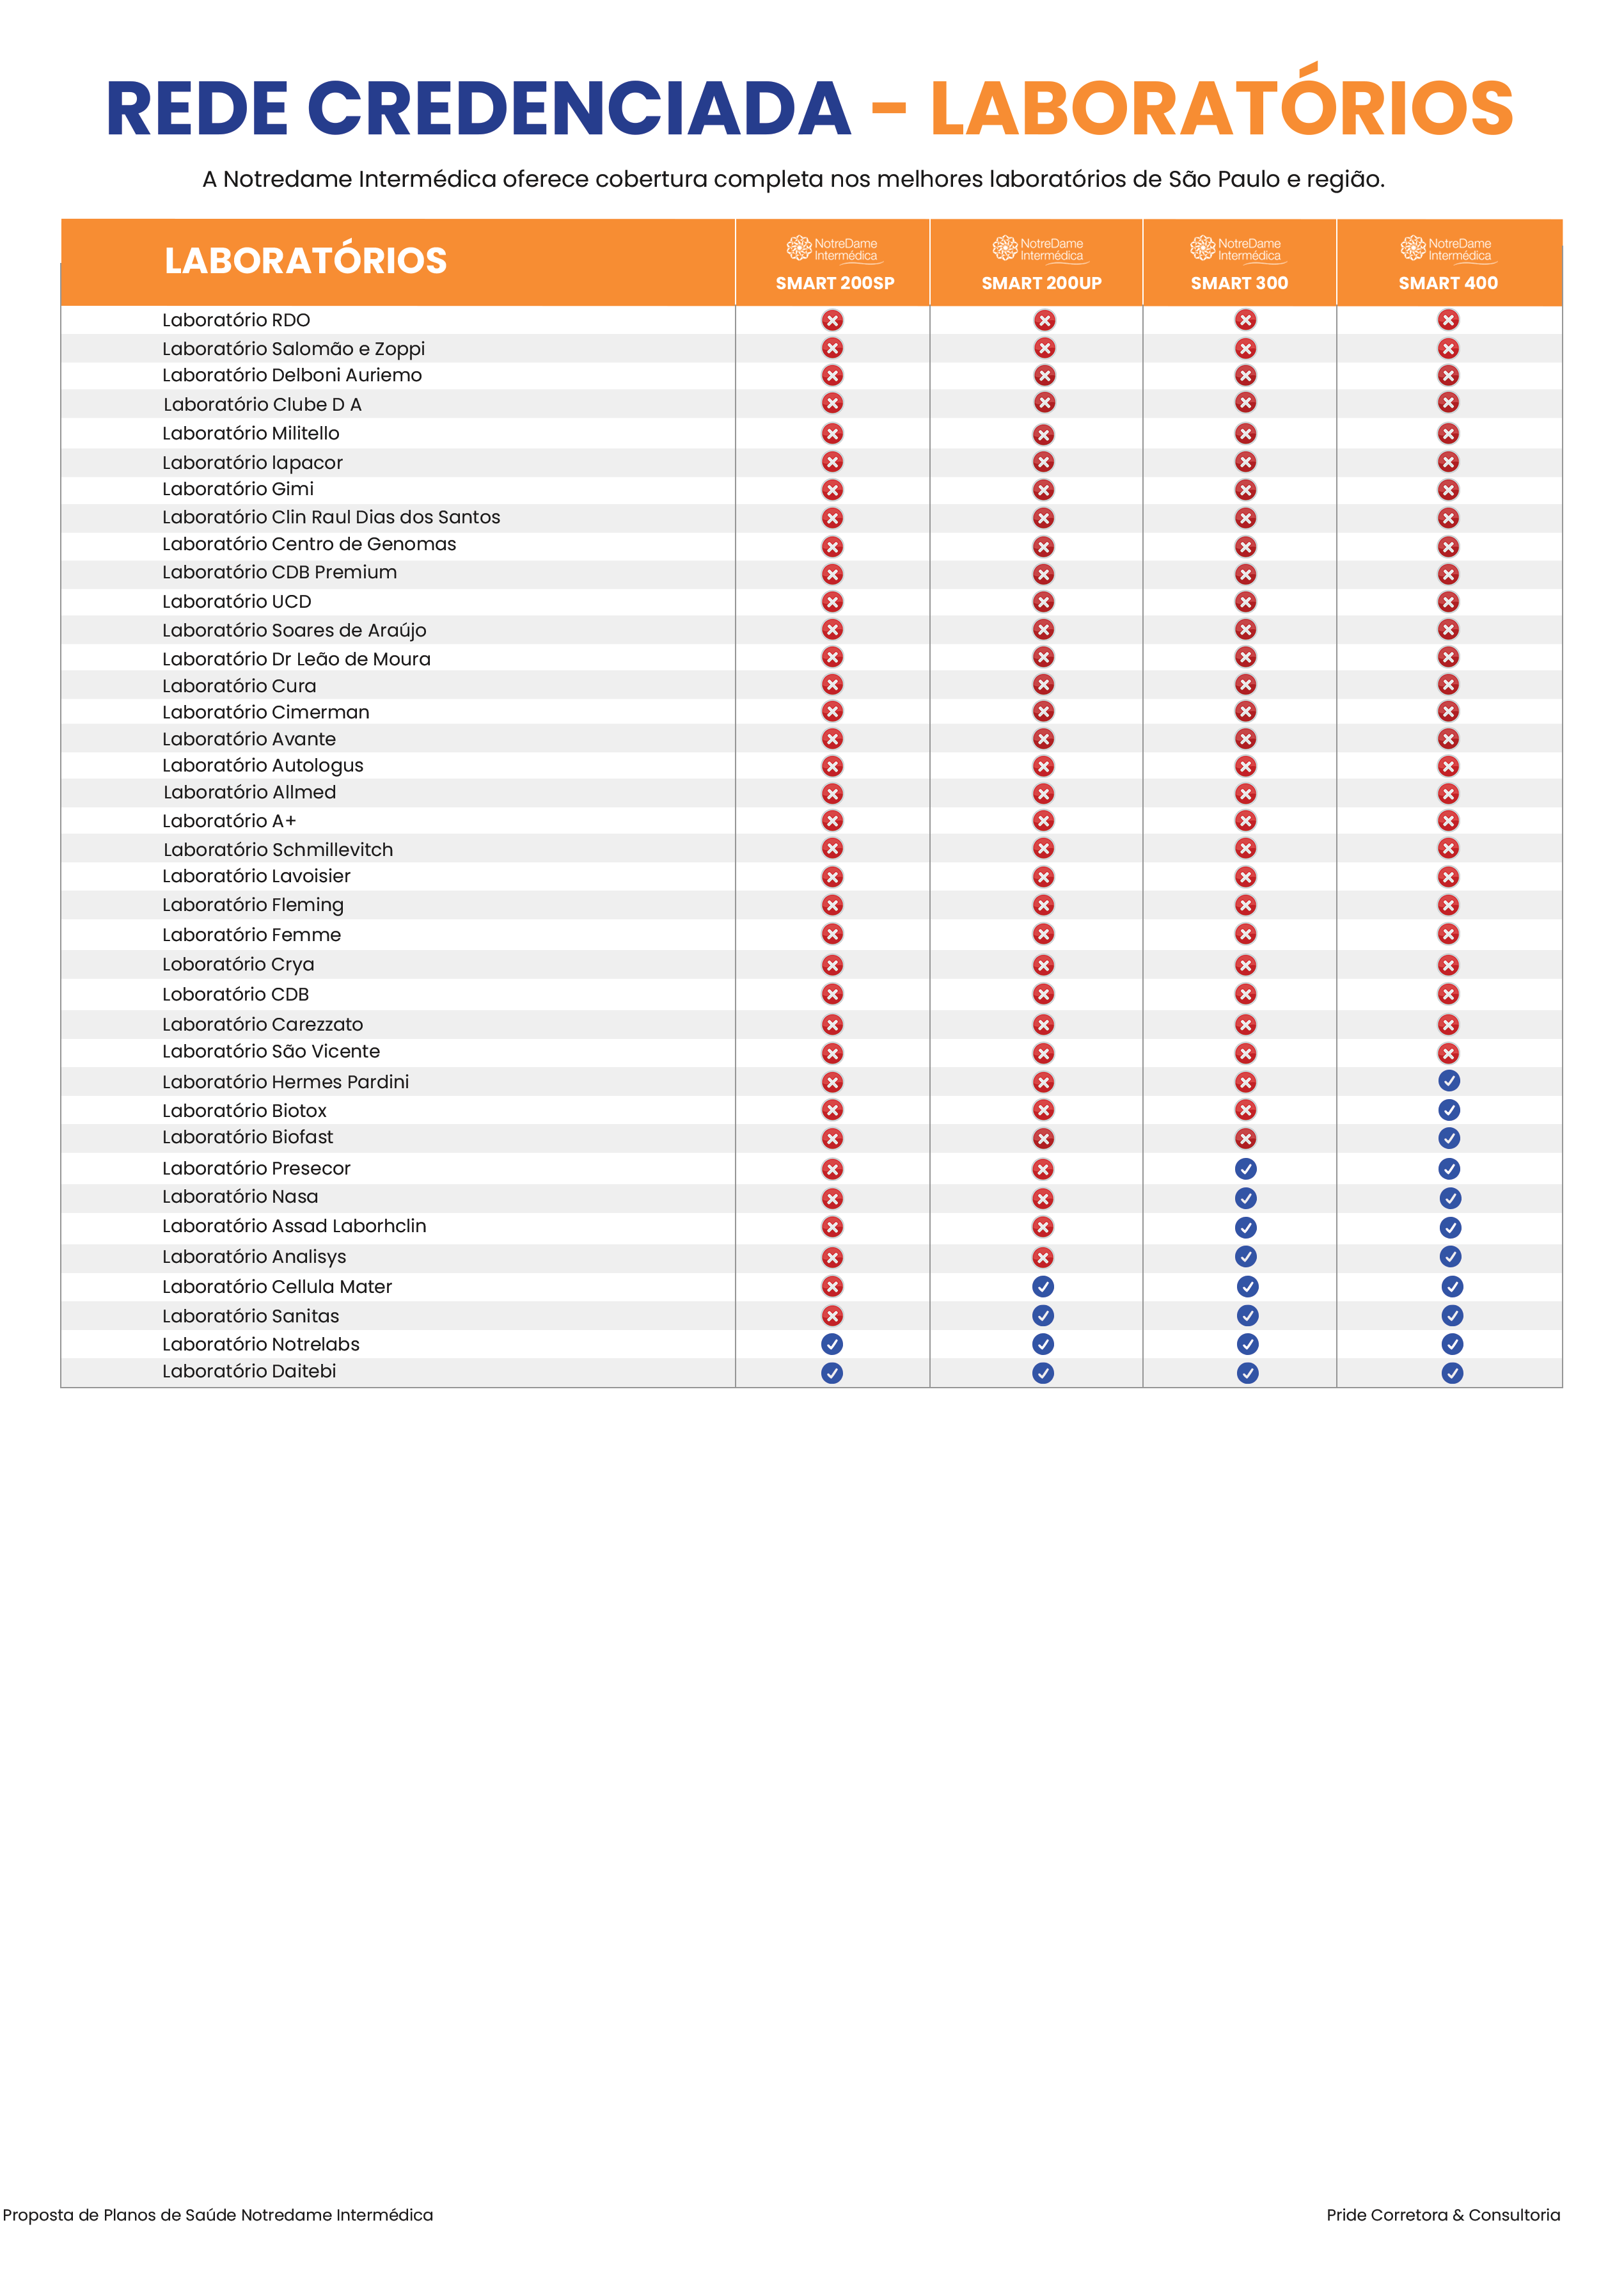 REDE CREDENCIADA - LABORATÓRIOS
A Notredame Intermédica oferece cobertura completa nos melhores laboratórios de São Paulo e região.
LABORATÓRIOS
NotreDame
Intermédica
SMART 200SP
NotreDame
Intermédica
SMART 200UP
NotreDame
Intermédica
SMART 300
NotreDame
Intermédica
SMART 400
Laboratório RDO
Laboratório Salomão e Zoppi
Laboratório Delboni Auriemo
Laboratório Clube D A
Laboratório Militello
Laboratório lapacor
Laboratório Gimi
Laboratório Clin Raul Dias dos Santos
Laboratório Centro de Genomas
Laboratório CDB Premium
Laboratório UCD
Laboratório Soares de Araújo
Laboratório Dr Leão de Moura
Laboratório Cura
Laboratório Cimerman
Laboratório Avante
Laboratório Autologus
Laboratório Allmed
Laboratório A+
Laboratório Schmillevitch
Laboratório Lavoisier
Laboratório Fleming
Laboratório Femme
Loboratório Crya
Loboratório CDB
Laboratório Carezzato
Laboratório São Vicente
Laboratório Hermes Pardini
Laboratório Biotox
Laboratório Biofast
Laboratório Presecor
Laboratório Nasa
Laboratório Assad Laborhclin
Laboratório Analisys
Laboratório Cellula Mater
Laboratório Sanitas
Laboratório Notrelabs
Laboratório Daitebi
Proposta de Planos de Saúde Notredame Intermédica
Pride Corretora & Consultoria